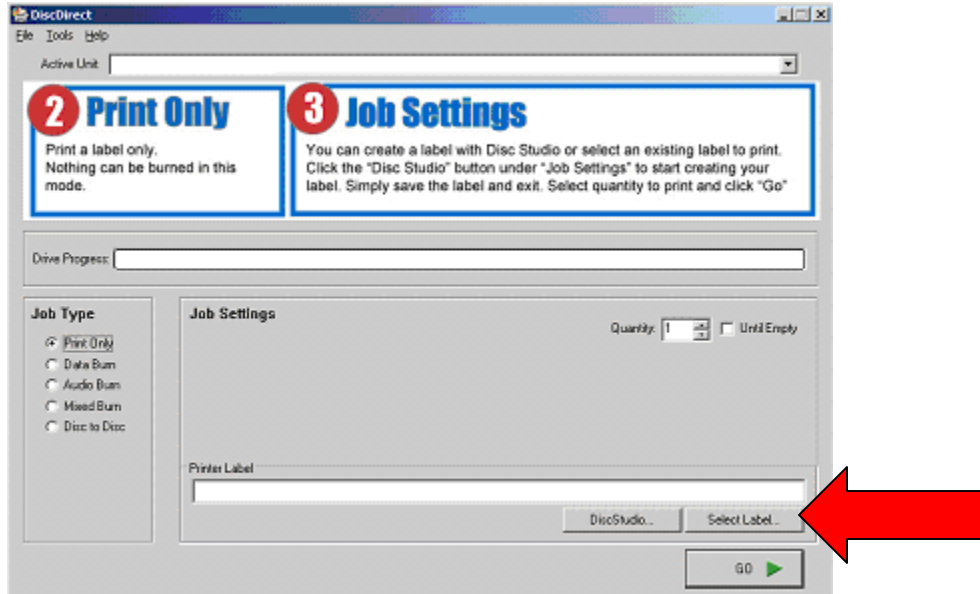 DiscDirect
File Tools Help
Active Unit
2 Print Only
Print a label only.
Nothing can be burned in this
mode.
3 Job Settings
You can create a label with Disc Studio or select an existing label to print.
Click the "Disc Studio" button under "Job Settings" to start creating your
label. Simply save the label and exit. Select quantity to print and click "Go"
Drive Progress:
Job Type
Print Only
Data Burn
Audio Burn
Mixed Burn
Disc to Disc
Job Settings
Quantity: 1 Until Empty
Printer Label
DiscStudio... Select Label...
GO